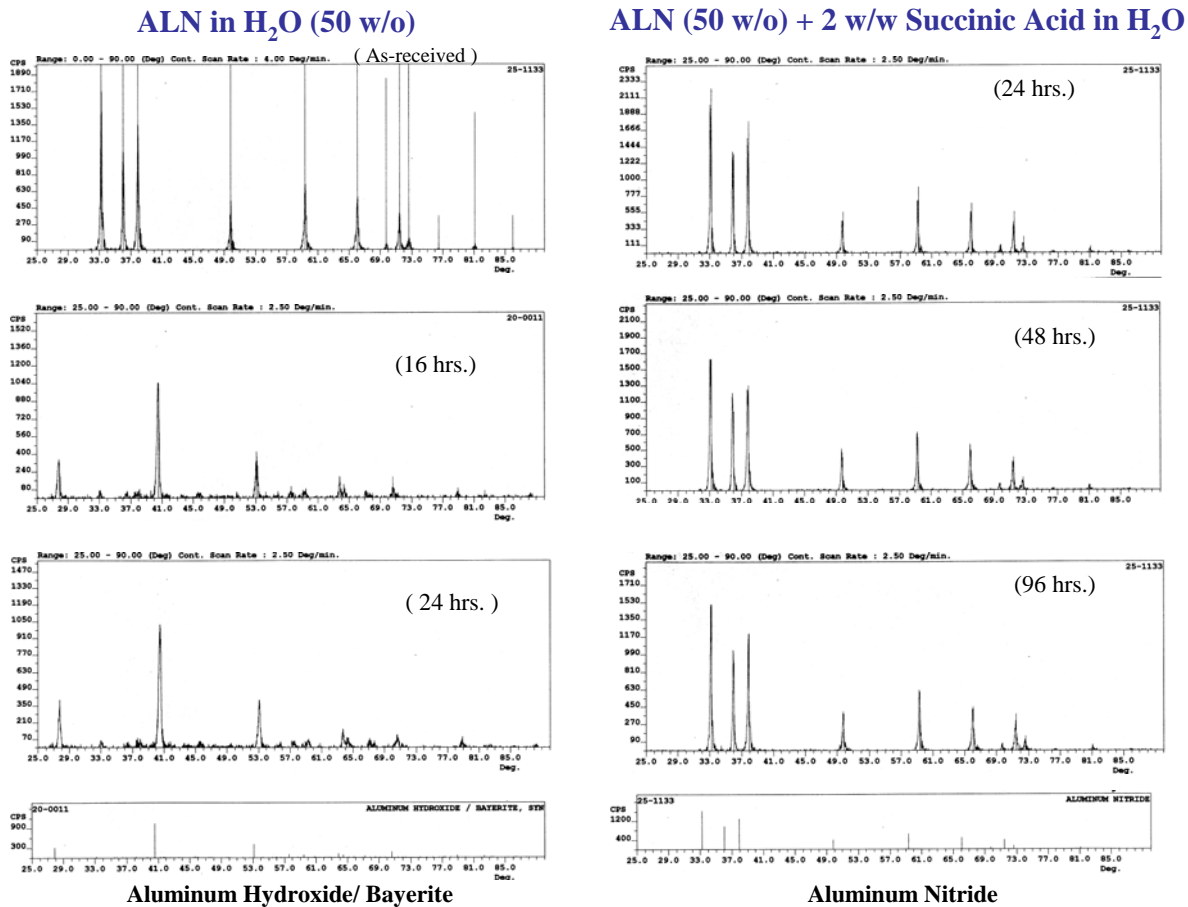 ALN in H2O (50 w/o)
Range: 0.00 - 90.00 (Deg) Cont. Scan Rate : 4.00 Deg/min.
( As-received )
CPS
25-1133
1890
1710
1530
1350
1170
990
810
630
450
270
90
25.0 29.0 33.0 37.0 41.0 45.0 49.0 53.0 57.0 61.0 65.0 69.0 73.0 77.0 81.0 85.0
Deg.
Range: 25.00 - 90.00 (Deg) Cont. Scan Rate : 2.50 Deg/min.
CPS
20-0011
1520
1360
1200
1040
880
720
560
400
240
80
(16 hrs.)
25.0 29.0 33.0 37.0 41.0 45.0 49.0 53.0 57.0 61.0 65.0 69.0 73.0 77.0 81.0 85.0
Deg.
Range: 25.00 - 90.00 (Deg) Cont. Scan Rate : 2.50 Deg/min.
CPS
1470
1330
1190
1050
910
770
630
490
350
210
70
( 24 hrs. )
25.0 29.0 33.0 37.0 41.0 45.0 49.0 53.0 57.0 61.0 65.0 69.0 73.0 77.0 81.0 85.0
Deg.
20-0011
ALUMINUM HYDROXIDE / BAYERITE, SYN
CPS
900
300
25.0 29.0 33.0 37.0 41.0 45.0 49.0 53.0 57.0 61.0 65.0 69.0 73.0 77.0 81.0 85.0
Deg.
Aluminum Hydroxide/ Bayerite
ALN (50 w/o) + 2 w/w Succinic Acid in H2O
Range: 25.00 - 90.00 (Deg) Cont. Scan Rate : 2.50 Deg/min.
CPS
25-1133
2333
2111
1888
1666
1444
1222
1000
777
555
333
111
(24 hrs.)
25.0 29.0 33.0 37.0 41.0 45.0 49.0 53.0 57.0 61.0 65.0 69.0 73.0 77.0 81.0 85.0
Deg.
Range: 25.00 - 90.00 (Deg) Cont. Scan Rate : 2.50 Deg/min.
CPS
25-1133
2100
1900
1700
1500
1300
1100
900
700
500
300
100
(48 hrs.)
25.0 29.0 33.0 37.0 41.0 45.0 49.0 53.0 57.0 61.0 65.0 69.0 73.0 77.0 81.0 85.0
Deg.
Range: 25.00 - 90.00 (Deg) Cont. Scan Rate : 2.50 Deg/min.
CPS
25-1133
1710
1530
1350
1170
990
810
630
450
270
90
(96 hrs.)
25.0 29.0 33.0 37.0 41.0 45.0 49.0 53.0 57.0 61.0 65.0 69.0 73.0 77.0 81.0 85.0
Deg.
25-1133
ALUMINUM NITRIDE
CPS
1200
400
25.0 29.0 33.0 37.0 41.0 45.0 49.0 53.0 57.0 61.0 65.0 69.0 73.0 77.0 81.0 85.0
Deg.
Aluminum Nitride